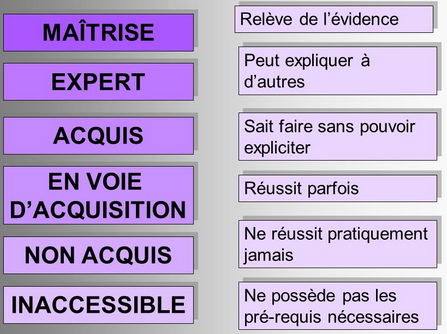 MAÎTRISE
Relève de l’évidence
EXPERT
Peut expliquer à
d’autres
ACQUIS
Sait faire sans pouvoir
expliciter
EN VOIE
D’ACQUISITION
Réussit parfois
NON ACQUIS
Ne réussit pratiquement
jamais
INACCESSIBLE
Ne possède pas les
pré-requis nécessaires